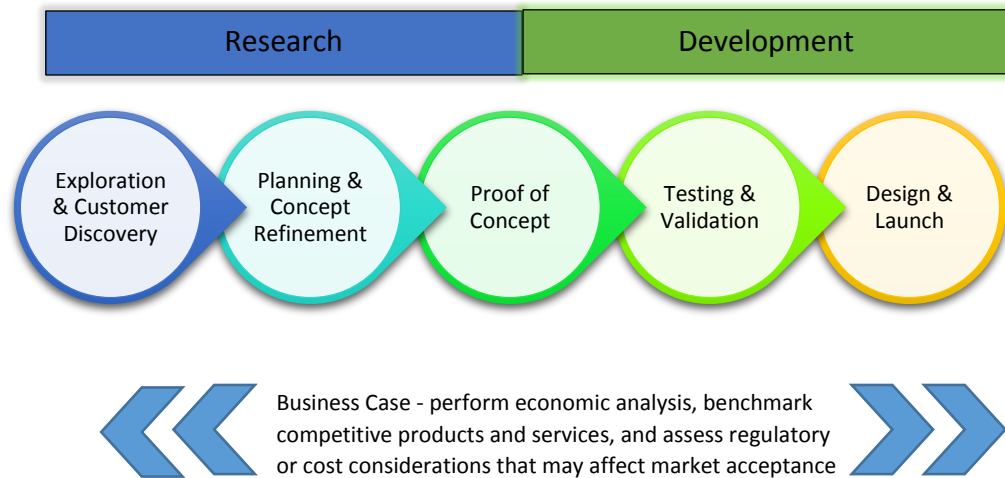 Research
Development
Exploration
& Customer
Discovery
Planning &
Concept
Refinement
Proof of
Concept
Testing &
Validation
Design &
Launch
Business Case - perform economic analysis, benchmark
competitive products and services, and assess regulatory
or cost considerations that may affect market acceptance